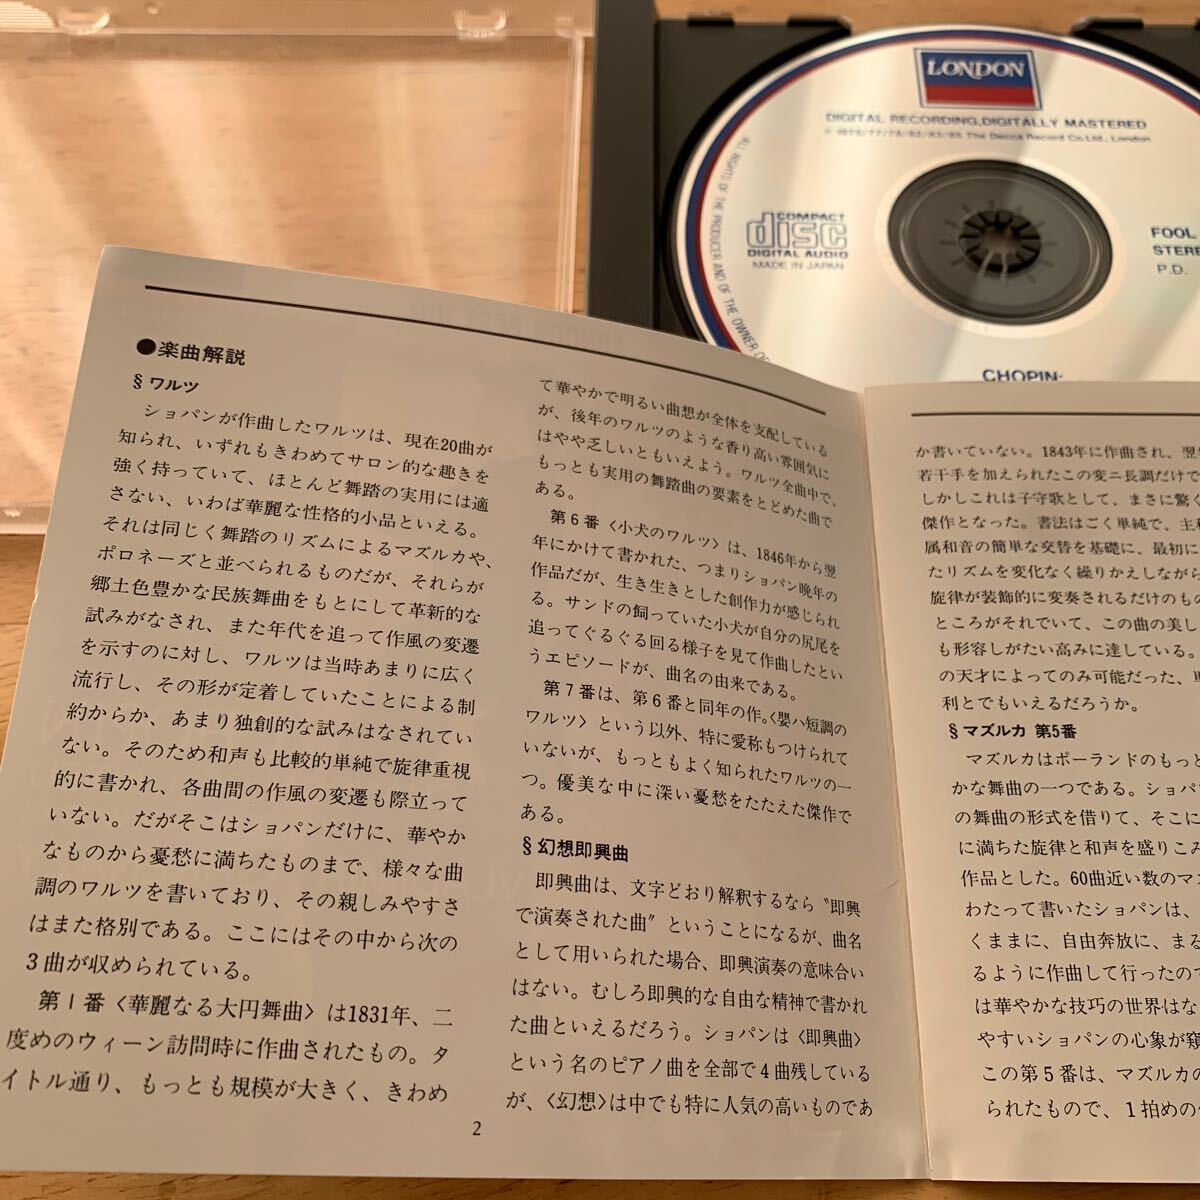 LONDON
DIGITAL RECORDING, DIGITALLY MASTERED
The Decca Record Co.Ltd., London
ALL RIGHTS OF THE PRODUCER AND OF THE OWNER OF
COMPACT
disc
DIGITAL AUDIO
MADE IN JAPAN
FOOL
STEREO
P.D.
CHOPIN:
●楽曲解説
§ ワルツ
ショパンが作曲したワルツは、現在20曲が
知られ、いずれもきわめてサロン的な趣きを
強く持っていて、ほとんど舞踏の実用には適
さない、いわば華麗な性格的小品といえる。
それは同じく舞踏のリズムによるマズルカや、
ポロネーズと並べられるものだが、それらが
郷土色豊かな民族舞曲をもとにして革新的な
試みがなされ、また年代を追って作風の変遷
を示すのに対し、ワルツは当時あまりに広く
流行し、その形が定着していたことによる制
約からか、あまり独創的な試みはなされてい
ない。そのため和声も比較的単純で旋律重視
的に書かれ、各曲間の作風の変遷も際立って
いない。だがそこはショパンだけに、華やか
なものから憂愁に満ちたものまで、様々な曲
調のワルツを書いており、その親しみやすさ
はまた格別である。ここにはその中から次の
3曲が収められている。
第1番〈華麗なる大円舞曲〉は1831年、二
度めのウィーン訪問時に作曲されたもの。タ
イトル通り、もっとも規模が大きく、きわめ
て華やかで明るい曲想が全体を支配している
が、後年のワルツのような香り高い雰囲気に
はやや乏しいともいえよう。ワルツ全曲中で、
もっとも実用の舞踏曲の要素をとどめた曲で
ある。
第6番〈小犬のワルツ〉は、1846年から翌
年にかけて書かれた、つまりショパン晩年の
作品だが、生き生きとした創作力が感じられ
る。サンドの飼っていた小犬が自分の尻尾を
追ってぐるぐる回る様子を見て作曲したとい
うエピソードが、曲名の由来である。
第7番は、第6番と同年の作。〈嬰ハ短調の
ワルツ〉という以外、特に愛称もつけられて
いないが、もっともよく知られたワルツの一
つ。優美な中に深い憂愁をたたえた傑作で
ある。
§ 幻想即興曲
即興曲は、文字どおり解釈するなら〝即興
で演奏された曲〟ということになるが、曲名
として用いられた場合、即興演奏の意味合い
はない。むしろ即興的な自由な精神で書かれ
た曲といえるだろう。ショパンは〈即興曲〉
という名のピアノ曲を全部で4曲残している
が、〈幻想〉は中でも特に人気の高いものであ
2
か書いていない。1843年に作曲され、翌
若干手を加えられたこの変ニ長調だけで
しかしこれは子守歌として、まさに驚く
傑作となった。書法はごく単純で、主和
属和音の簡単な交替を基礎に、最初に
たリズムを変化なく繰りかえしながら
旋律が装飾的に変奏されるだけのもの
ところがそれでいて、この曲の美し
も形容しがたい高みに達している。
の天才によってのみ可能だった、
利とでもいえるだろうか。
§ マズルカ 第5番
マズルカはポーランドのもっと
かな舞曲の一つである。ショパ
の舞曲の形式を借りて、そこに
に満ちた旋律と和声を盛りこみ
作品とした。60曲近い数のマズ
わたって書いたショパンは、
くままに、自由奔放に、まる
るように作曲して行ったので
は華やかな技巧の世界はな
やすいショパンの心象が窺
この第5番は、マズルカの
られたもので、1拍めの